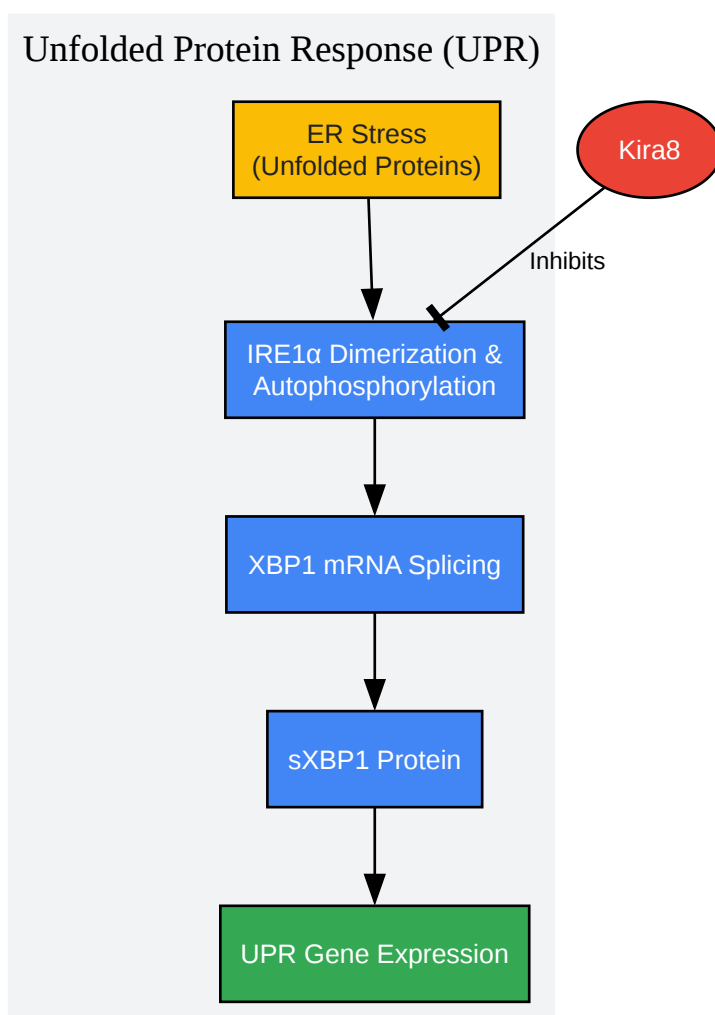 Unfolded Protein Response (UPR)
ER Stress
(Unfolded Proteins)
Kira8
Inhibits
IRE1α Dimerization &
Autophosphorylation
XBP1 mRNA Splicing
sXBP1 Protein
UPR Gene Expression